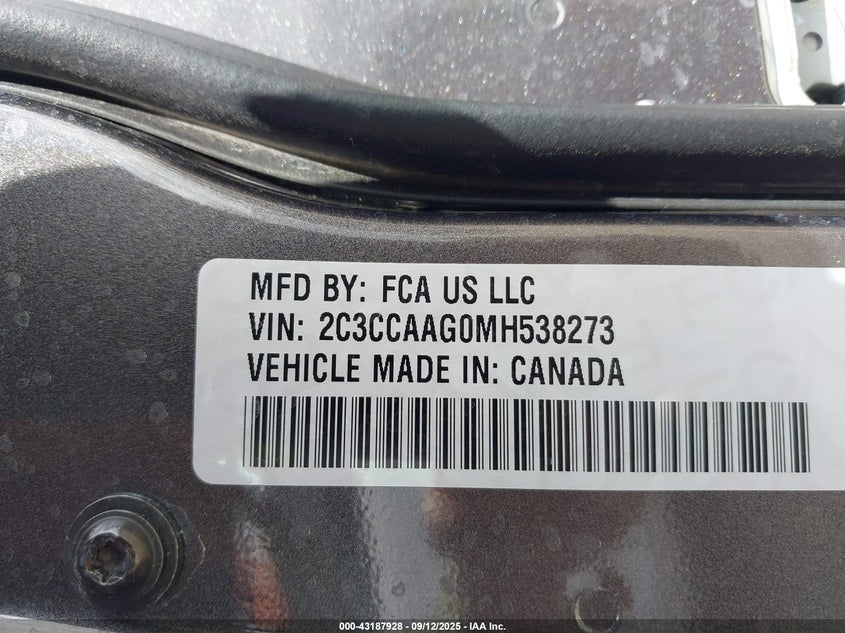 MFD BY: FCA US LLC
VIN: 2C3CCAAG0MH538273
VEHICLE MADE IN: CANADA
000-43187928 - 09/12/2025 - IAA Inc.